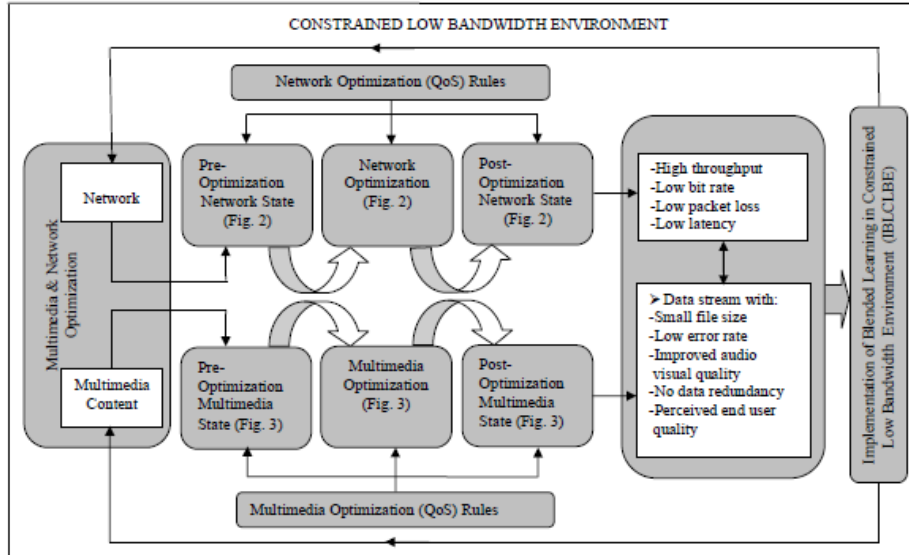 CONSTRAINED LOW BANDWIDTH ENVIRONMENT
Network Optimization (QoS) Rules
Multimedia & Network
Optimization
Network
Multimedia
Content
Pre-
Optimization
Network State
(Fig. 2)
Network
Optimization
(Fig. 2)
Post-
Optimization
Network State
(Fig. 2)
Pre-
Optimization
Multimedia
State (Fig. 3)
Multimedia
Optimization
(Fig. 3)
Post-
Optimization
Multimedia
State (Fig. 3)
Multimedia Optimization (QoS) Rules
-High throughput
-Low bit rate
-Low packet loss
-Low latency
➢ Data stream with:
-Small file size
-Low error rate
-Improved audio
visual quality
-No data redundancy
-Perceived end user
quality
Implementation of Blended Learning in Constrained
Low Bandwidth Environment (IBLCLBE)